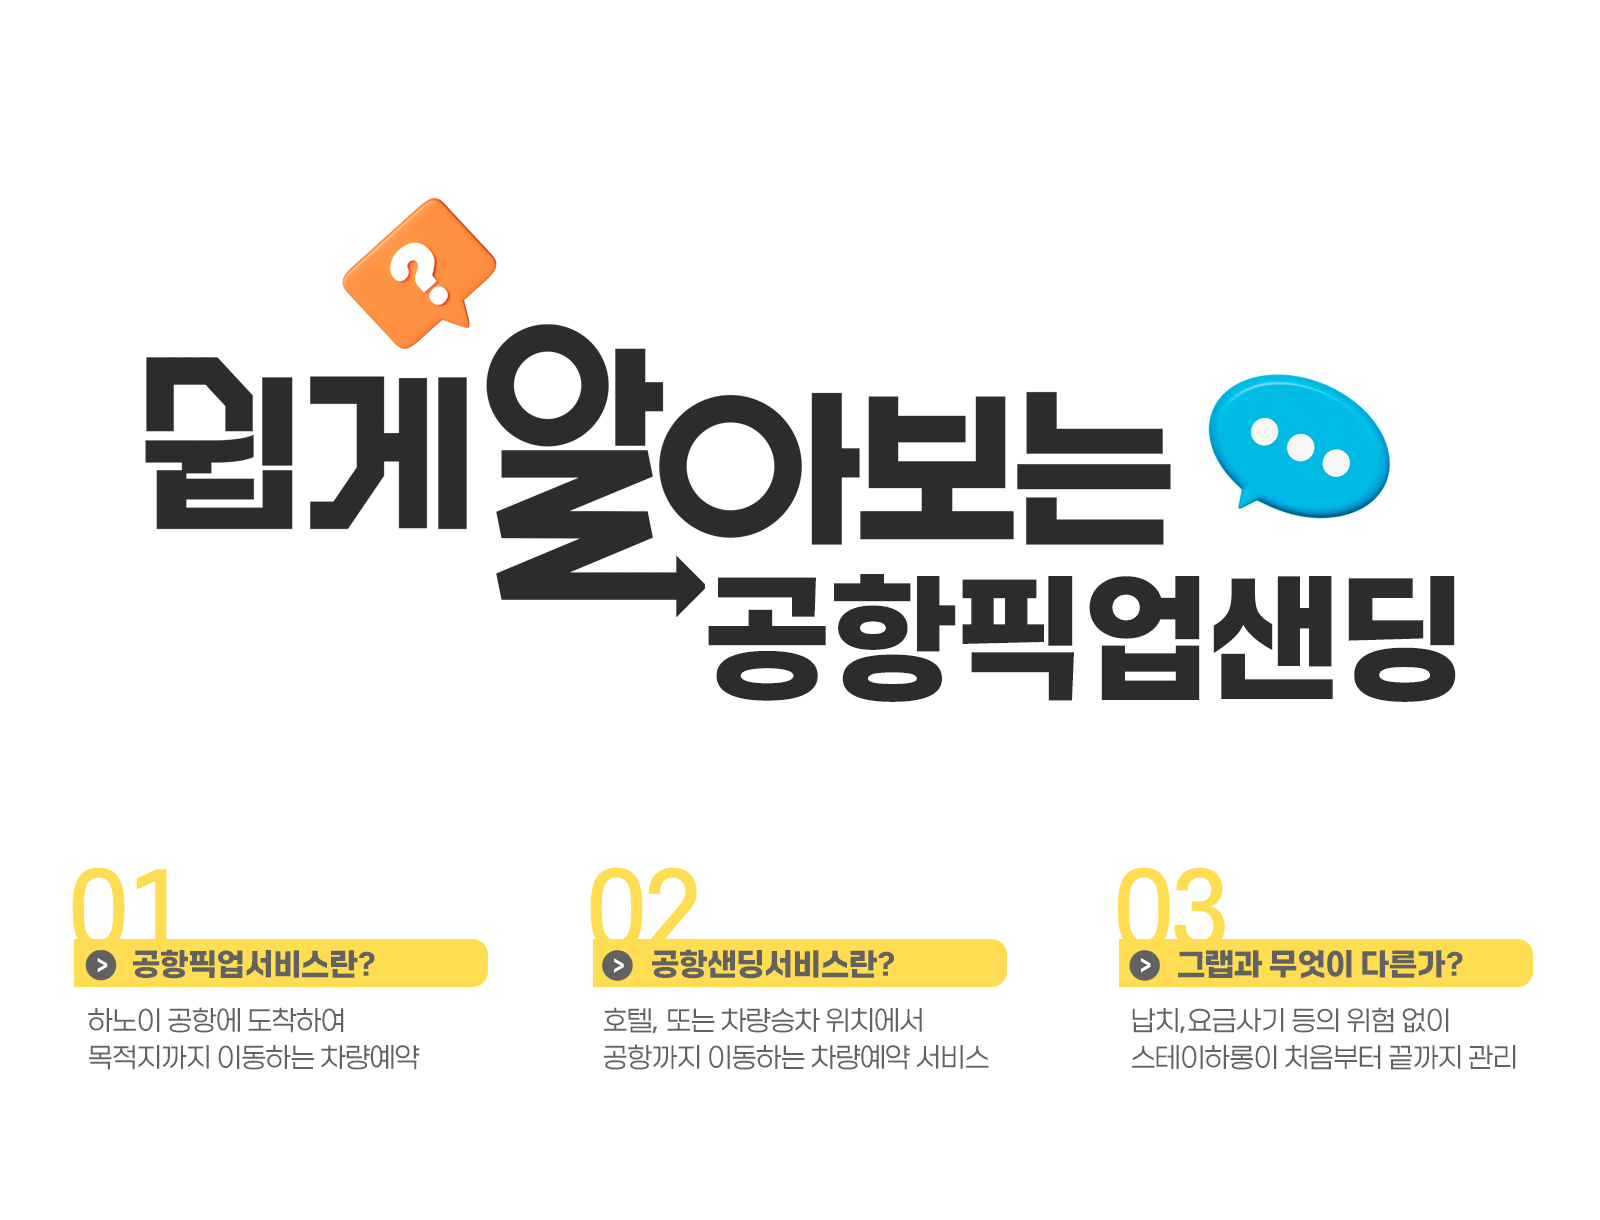 ?
쉽게 알아보는
공항픽업샌딩
01
> 공항픽업서비스란?
하노이 공항에 도착하여
목적지까지 이동하는 차량예약
02
> 공항샌딩서비스란?
호텔, 또는 차량승차 위치에서
공항까지 이동하는 차량예약 서비스
03
> 그랩과 무엇이 다른가?
납치,요금사기 등의 위험 없이
스테이하롱이 처음부터 끝까지 관리